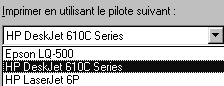 Imprimer en utilisant le pilote suivant :
HP DeskJet 610C Series
Epson LQ-500
HP DeskJet 610C Series
HP LaserJet 6P